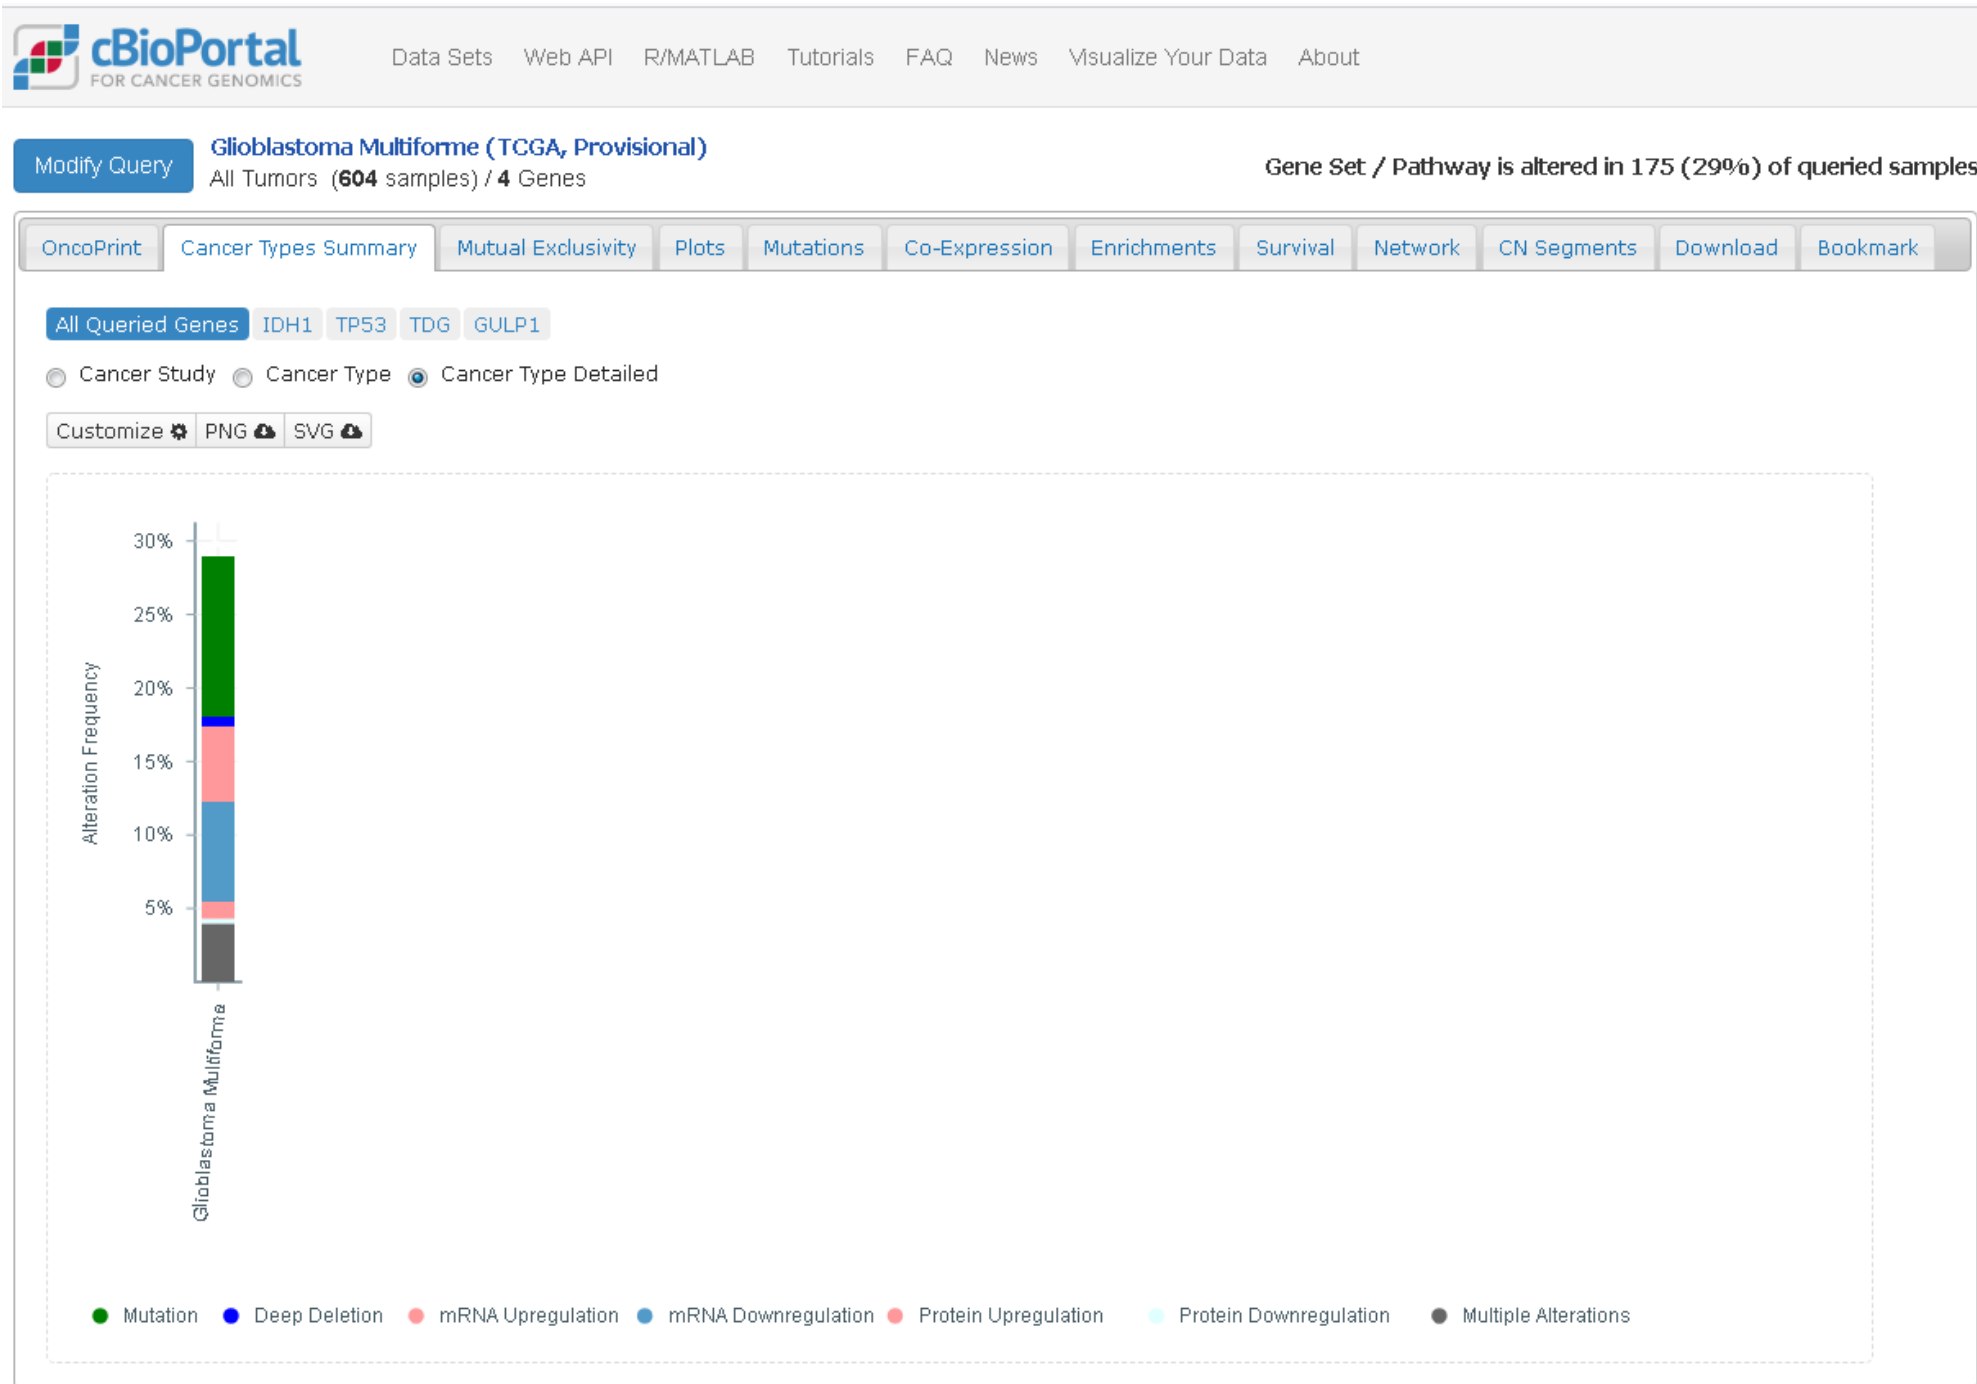 cBioPortal
FOR CANCER GENOMICS
Data Sets Web API R/MATLAB Tutorials FAQ News Visualize Your Data About
Modify Query
Glioblastoma Multiforme (TCGA, Provisional)
All Tumors (604 samples) / 4 Genes
Gene Set / Pathway is altered in 175 (29%) of queried samples
OncoPrint Cancer Types Summary Mutual Exclusivity Plots Mutations Co-Expression Enrichments Survival Network CN Segments Download Bookmark
All Queried Genes IDH1 TP53 TDG GULP1
Cancer Study Cancer Type Cancer Type Detailed
Customize PNG SVG
30%
25%
20%
15%
10%
5%
Alteration Frequency
Glioblastoma Multiforme
Mutation Deep Deletion mRNA Upregulation mRNA Downregulation Protein Upregulation Protein Downregulation Multiple Alterations